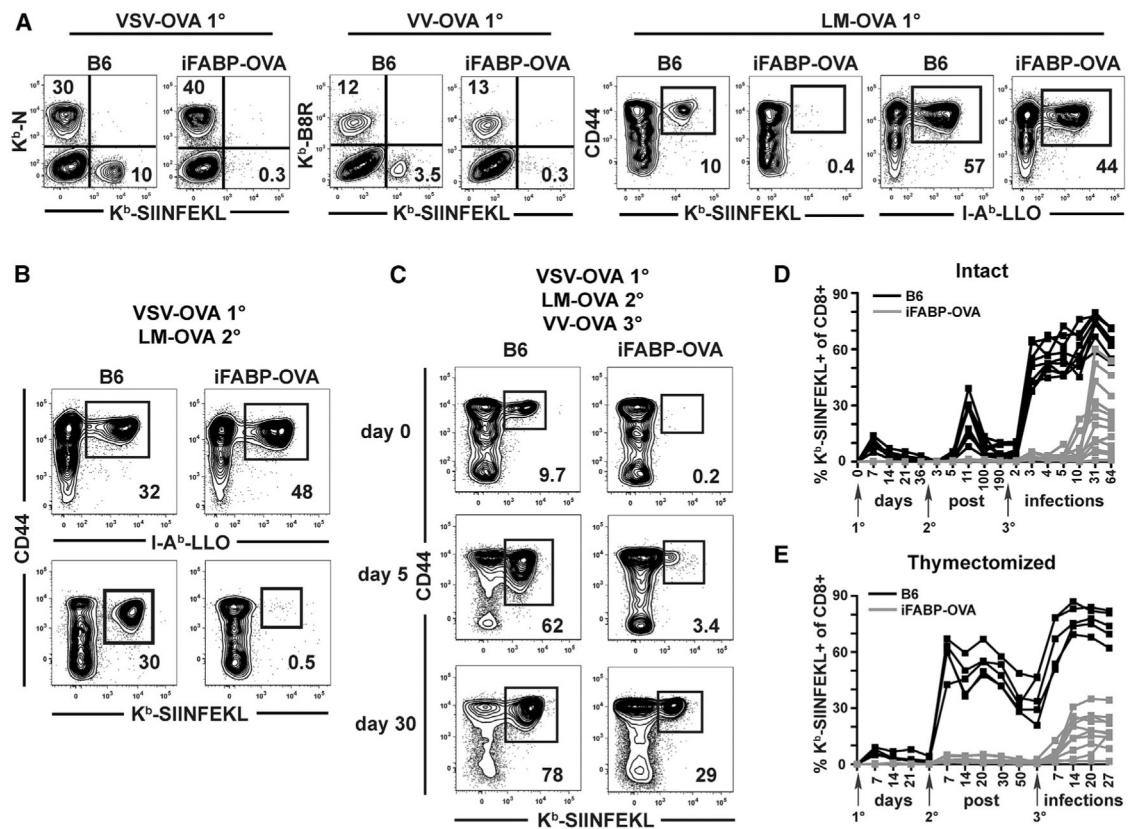 A
VSV-OVA 1°
VV-OVA 1°
LM-OVA 1°
B6 iFABP-OVA B6 iFABP-OVA B6 iFABP-OVA B6 iFABP-OVA
30 40 12 13
10 0.3 3.5 0.3 10 0.4 57 44
Kᵇ-N
Kᵇ-B8R
CD44
Kᵇ-SIINFEKL Kᵇ-SIINFEKL Kᵇ-SIINFEKL I-Aᵇ-LLO
B
VSV-OVA 1°
LM-OVA 2°
B6 iFABP-OVA
32 48
I-Aᵇ-LLO
CD44
30 0.5
Kᵇ-SIINFEKL
C
VSV-OVA 1°
LM-OVA 2°
VV-OVA 3°
B6 iFABP-OVA
day 0
9.7 0.2
day 5
62 3.4
day 30
78 29
CD44
Kᵇ-SIINFEKL
D
Intact
B6
iFABP-OVA
% Kᵇ-SIINFEKL+ of CD8+
90
60
30
0
0 7 14 21 36 2 3 5 11 100 190 2 3 4 5 10 31 64
days post infections
1° 2° 3°
E
Thymectomized
B6
iFABP-OVA
% Kᵇ-SIINFEKL+ of CD8+
90
60
30
0
7 14 21 7 14 20 30 50 7 14 20 27
days post infections
1° 2° 3°